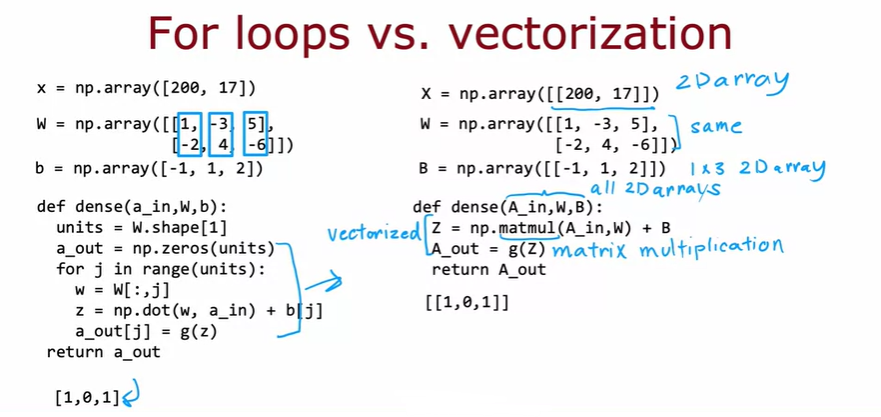 For loops vs. vectorization
x = np.array([200, 17])
W = np.array([[1, -3, 5],
[-2, 4, -6]])
b = np.array([-1, 1, 2])
def dense(a_in,W,b):
units = W.shape[1]
a_out = np.zeros(units)
for j in range(units):
w = W[:,j]
z = np.dot(w, a_in) + b[j]
a_out[j] = g(z)
return a_out
[1,0,1]
X = np.array([[200, 17]]) 2D array
W = np.array([[1, -3, 5], same
[-2, 4, -6]])
B = np.array([[-1, 1, 2]]) 1x3 2D array
all 2D arrays
def dense(A_in,W,B):
vectorized Z = np.matmul(A_in,W) + B
A_out = g(Z) matrix multiplication
return A_out
[[1,0,1]]